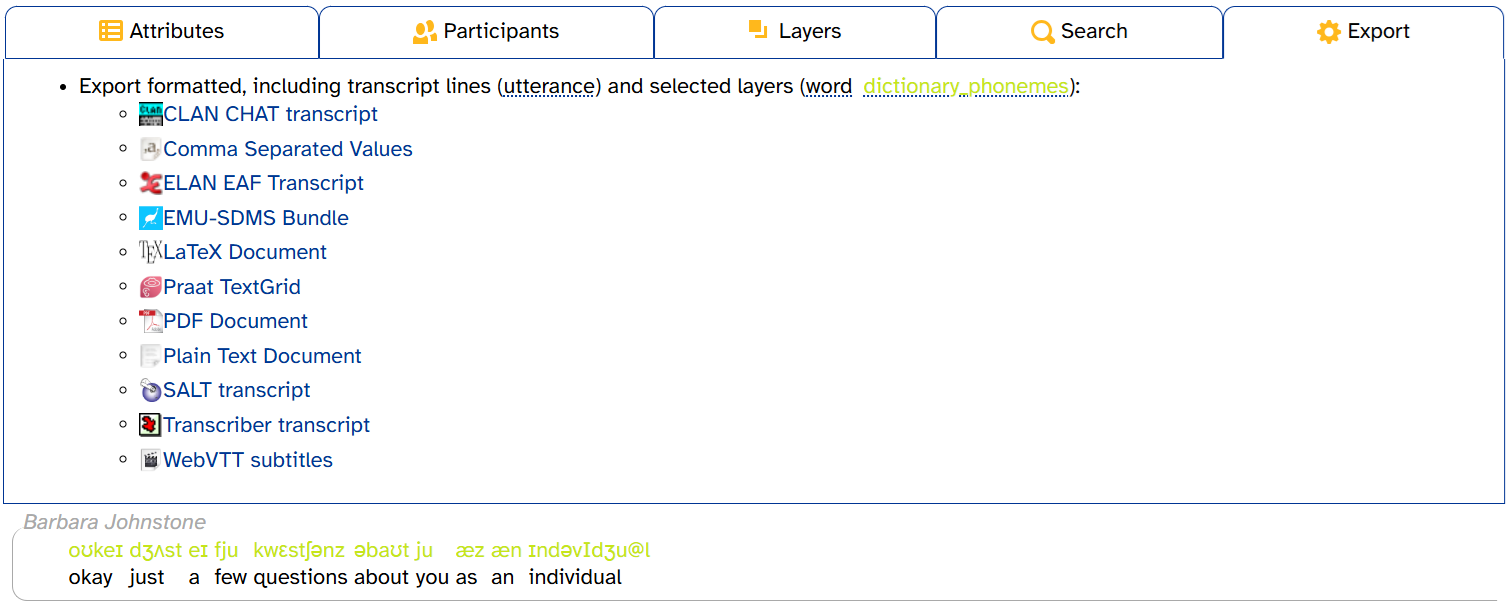 Attributes Participants Layers Search Export
• Export formatted, including transcript lines (utterance) and selected layers (word dictionary_phonemes):
CLAN CHAT transcript
Comma Separated Values
ELAN EAF Transcript
EMU-SDMS Bundle
LaTeX Document
Praat TextGrid
PDF Document
Plain Text Document
SALT transcript
Transcriber transcript
WebVTT subtitles
Barbara Johnstone
oʊkeɪ dʒʌst eɪ fju kwɛstʃənz əbaʊt ju æz æn ɪndəvIdʒu@l
okay just a few questions about you as an individual